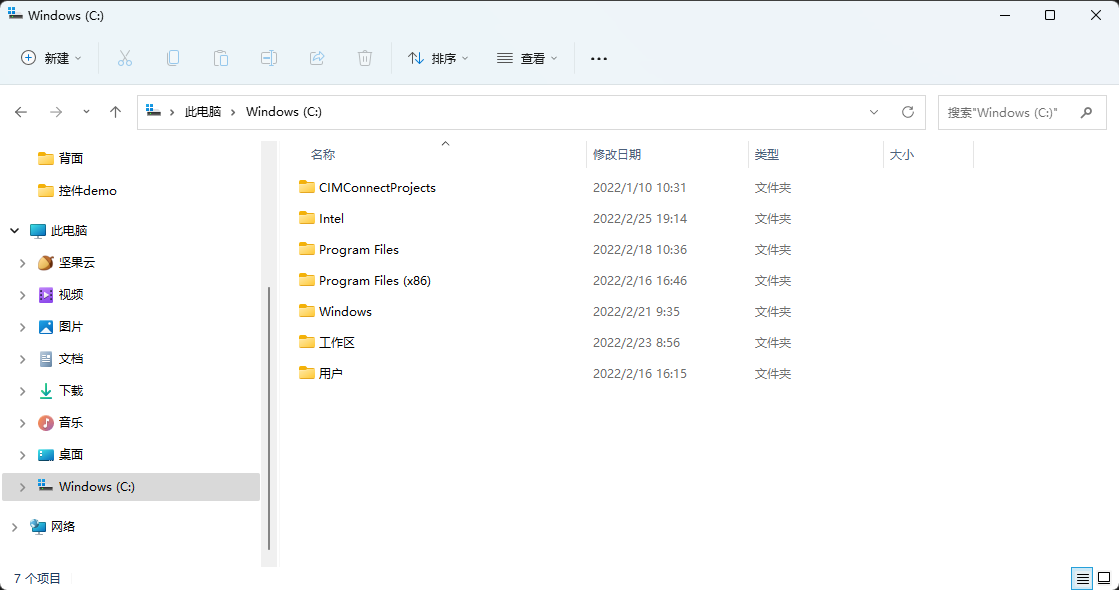 Windows (C:)
新建 排序 查看
此电脑 Windows (C:) 搜索"Windows (C:)"
背面
控件demo
此电脑
坚果云
视频
图片
文档
下载
音乐
桌面
Windows (C:)
网络
名称 修改日期 类型 大小
CIMConnectProjects 2022/1/10 10:31 文件夹
Intel 2022/2/25 19:14 文件夹
Program Files 2022/2/18 10:36 文件夹
Program Files (x86) 2022/2/16 16:46 文件夹
Windows 2022/2/21 9:35 文件夹
工作区 2022/2/23 8:56 文件夹
用户 2022/2/16 16:15 文件夹
7 个项目